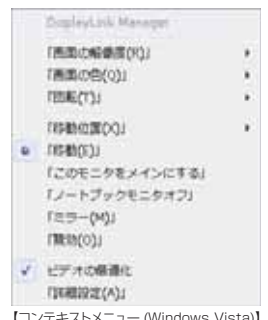 DisplayLink Manager
「画面の解像度(R)」
「画面の色(Q)」
「回転(T)」
「移動位置(X)」
「移動(E)」
「このモニタをメインにする」
「ノートブックモニタオフ」
「ミラー(M)」
「無効(O)」
ビデオの最適化
「詳細設定(A)」
【コンテキストメニュー (Windows Vista)】